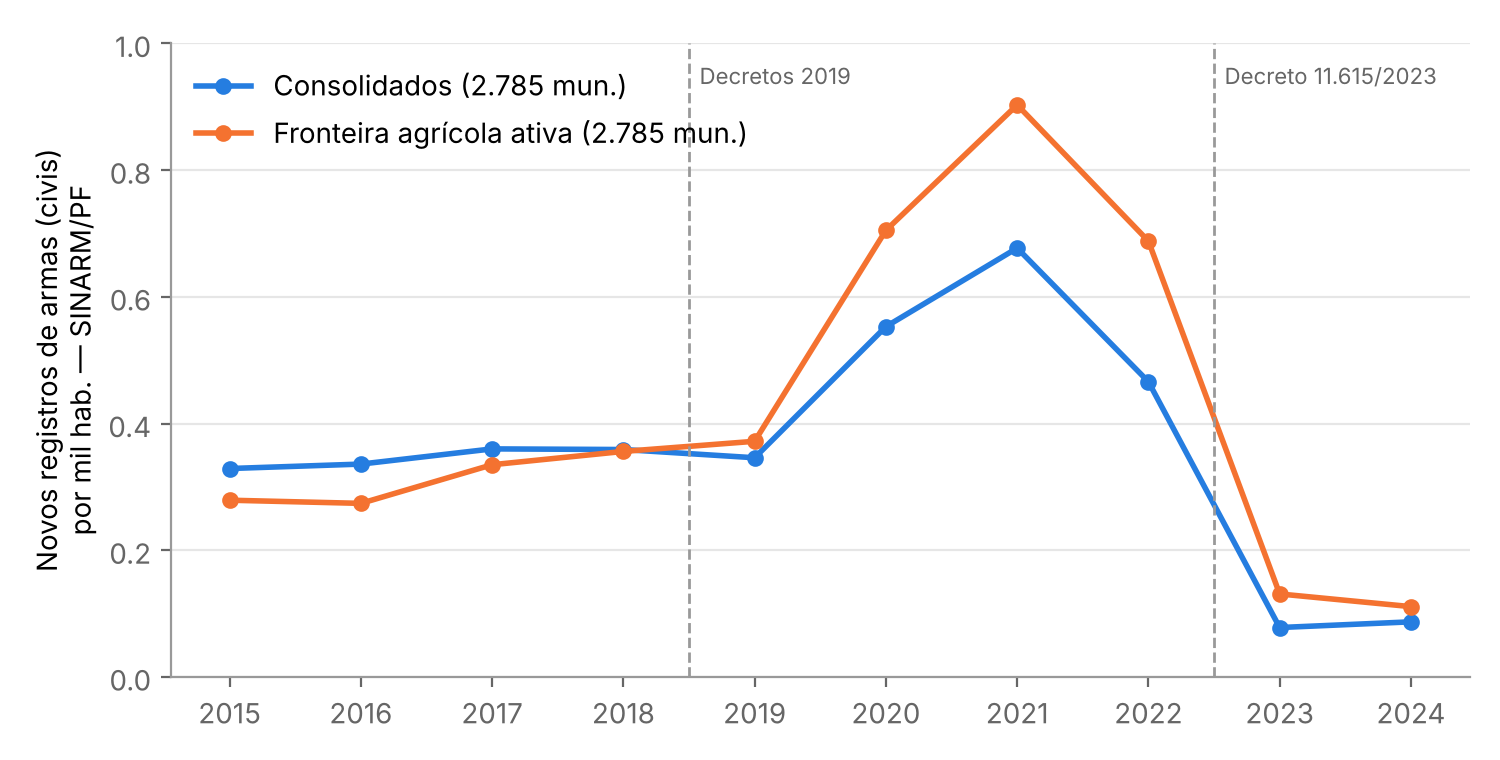 Novos registros de armas (civis)
por mil hab. — SINARM/PF
1.0
0.8
0.6
0.4
0.2
0.0
Consolidados (2.785 mun.)
Fronteira agrícola ativa (2.785 mun.)
Decretos 2019
Decreto 11.615/2023
2015 2016 2017 2018 2019 2020 2021 2022 2023 2024